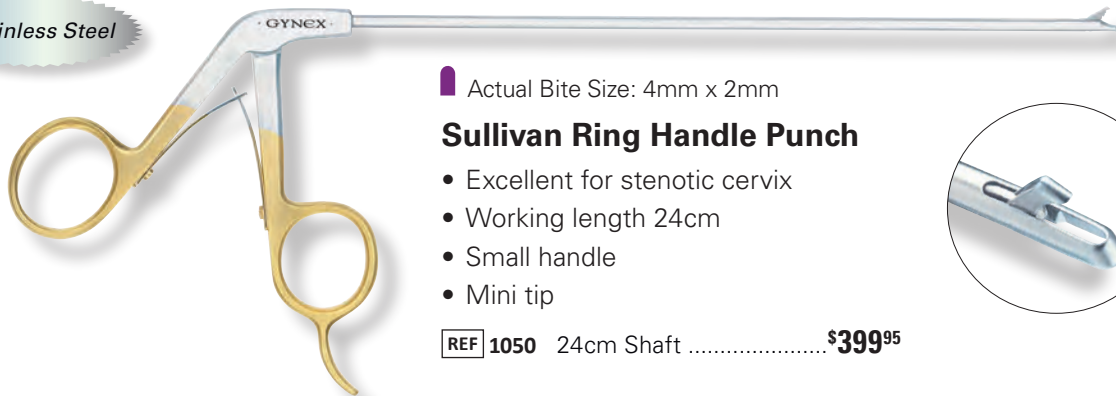 Steel
· GYNEX ·
Actual Bite Size: 4mm x 2mm
Sullivan Ring Handle Punch
• Excellent for stenotic cervix
• Working length 24cm
• Small handle
• Mini tip
REF 1050 24cm Shaft ......................$399⁹⁵